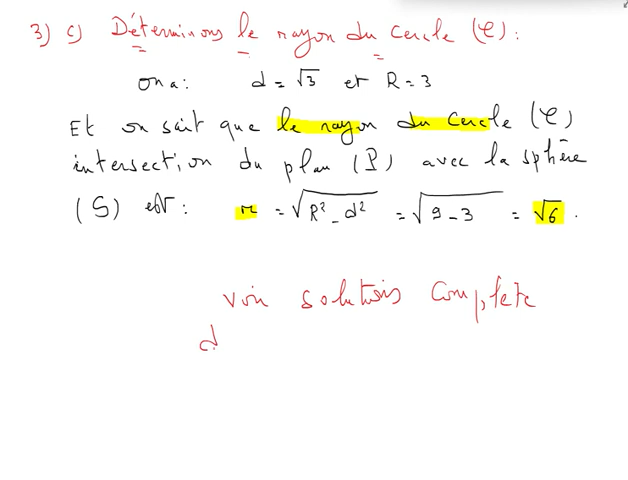 3) c) Déterminons le rayon du cercle (C) :
on a: d = √3 et R = 3
Et on sait que le rayon du cercle (C)
intersection du plan (P) avec la sphère
(S) est : r = √R² - d² = √9 - 3 = √6 .
voir solutions complète
d